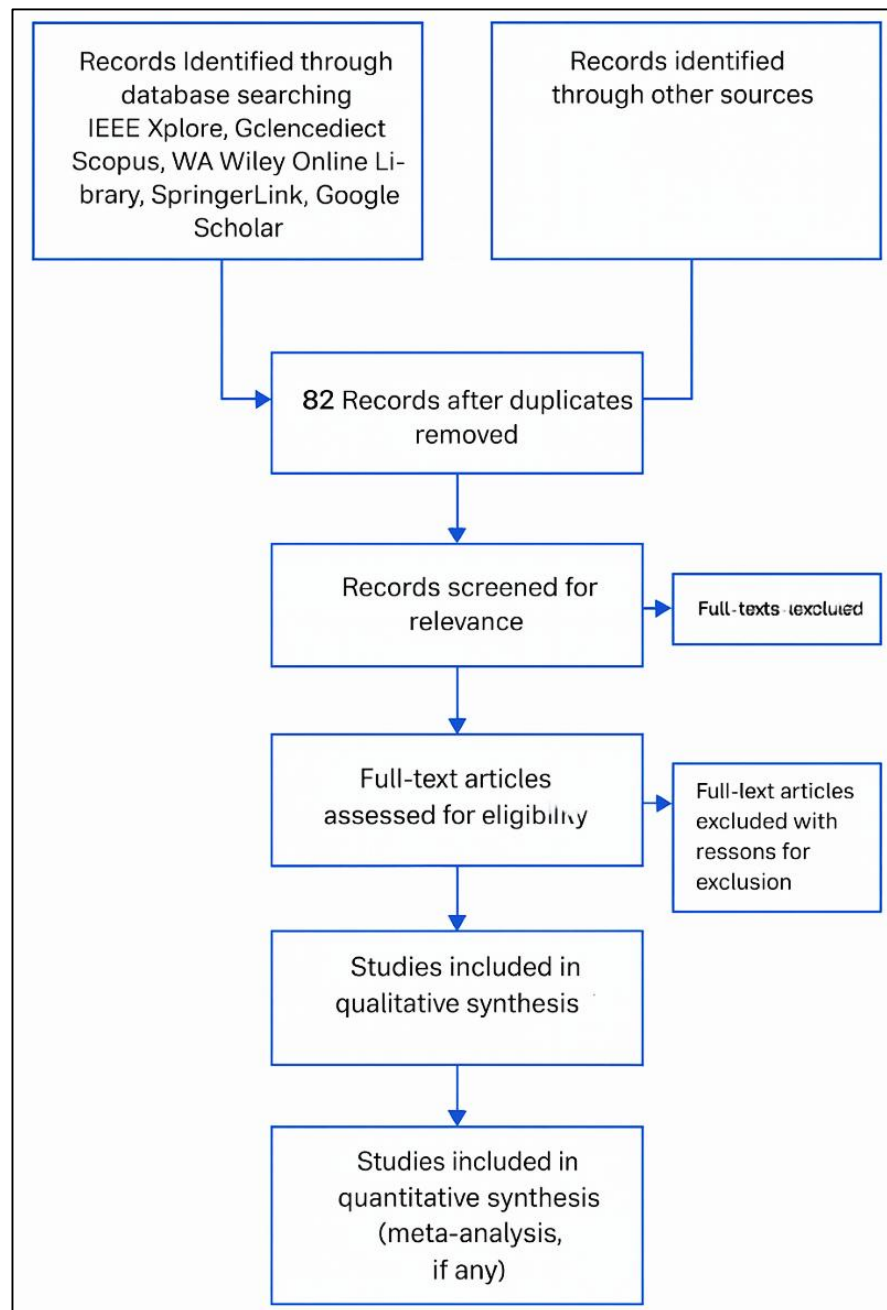 Records Identified through
database searching
IEEE Xplore, Gclencediect
Scopus, WA Wiley Online Li-
brary, SpringerLink, Google
Scholar
Records identified
through other sources
82 Records after duplicates
removed
Records screened for
relevance
Full-texts
Full-text articles
assessed for eligibility
Full-lext articles
excluded with
ressons for
exclusion
Studies included in
qualitative synthesis
Studies included in
quantitative synthesis
(meta-analysis,
if any)